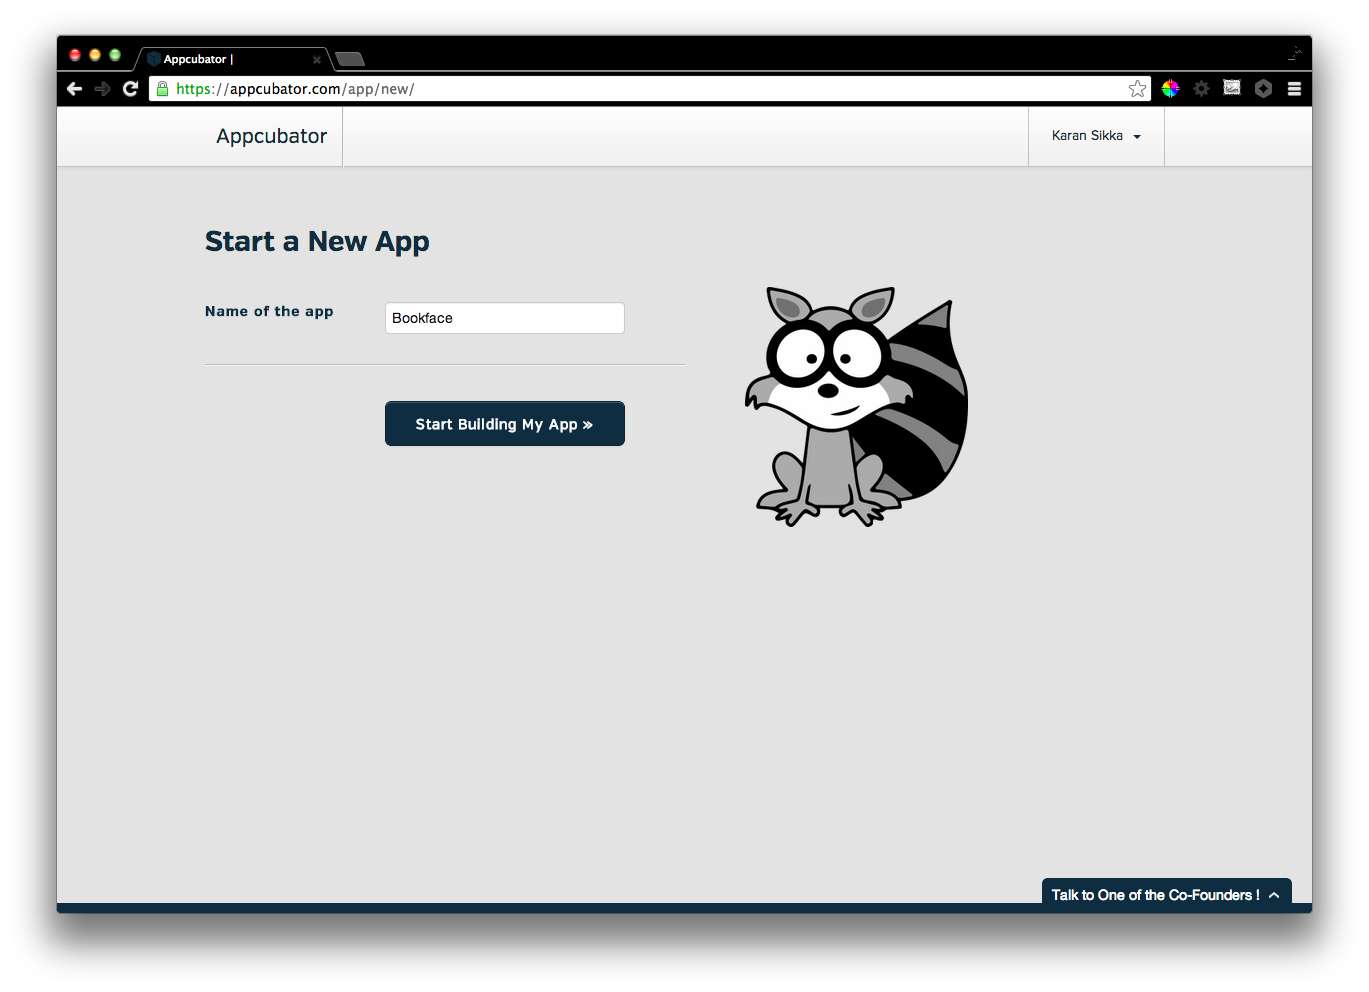 Appcubator |
https://appcubator.com/app/new/
Appcubator
Karan Sikka
Start a New App
Name of the app
Bookface
Start Building My App »
Talk to One of the Co-Founders !